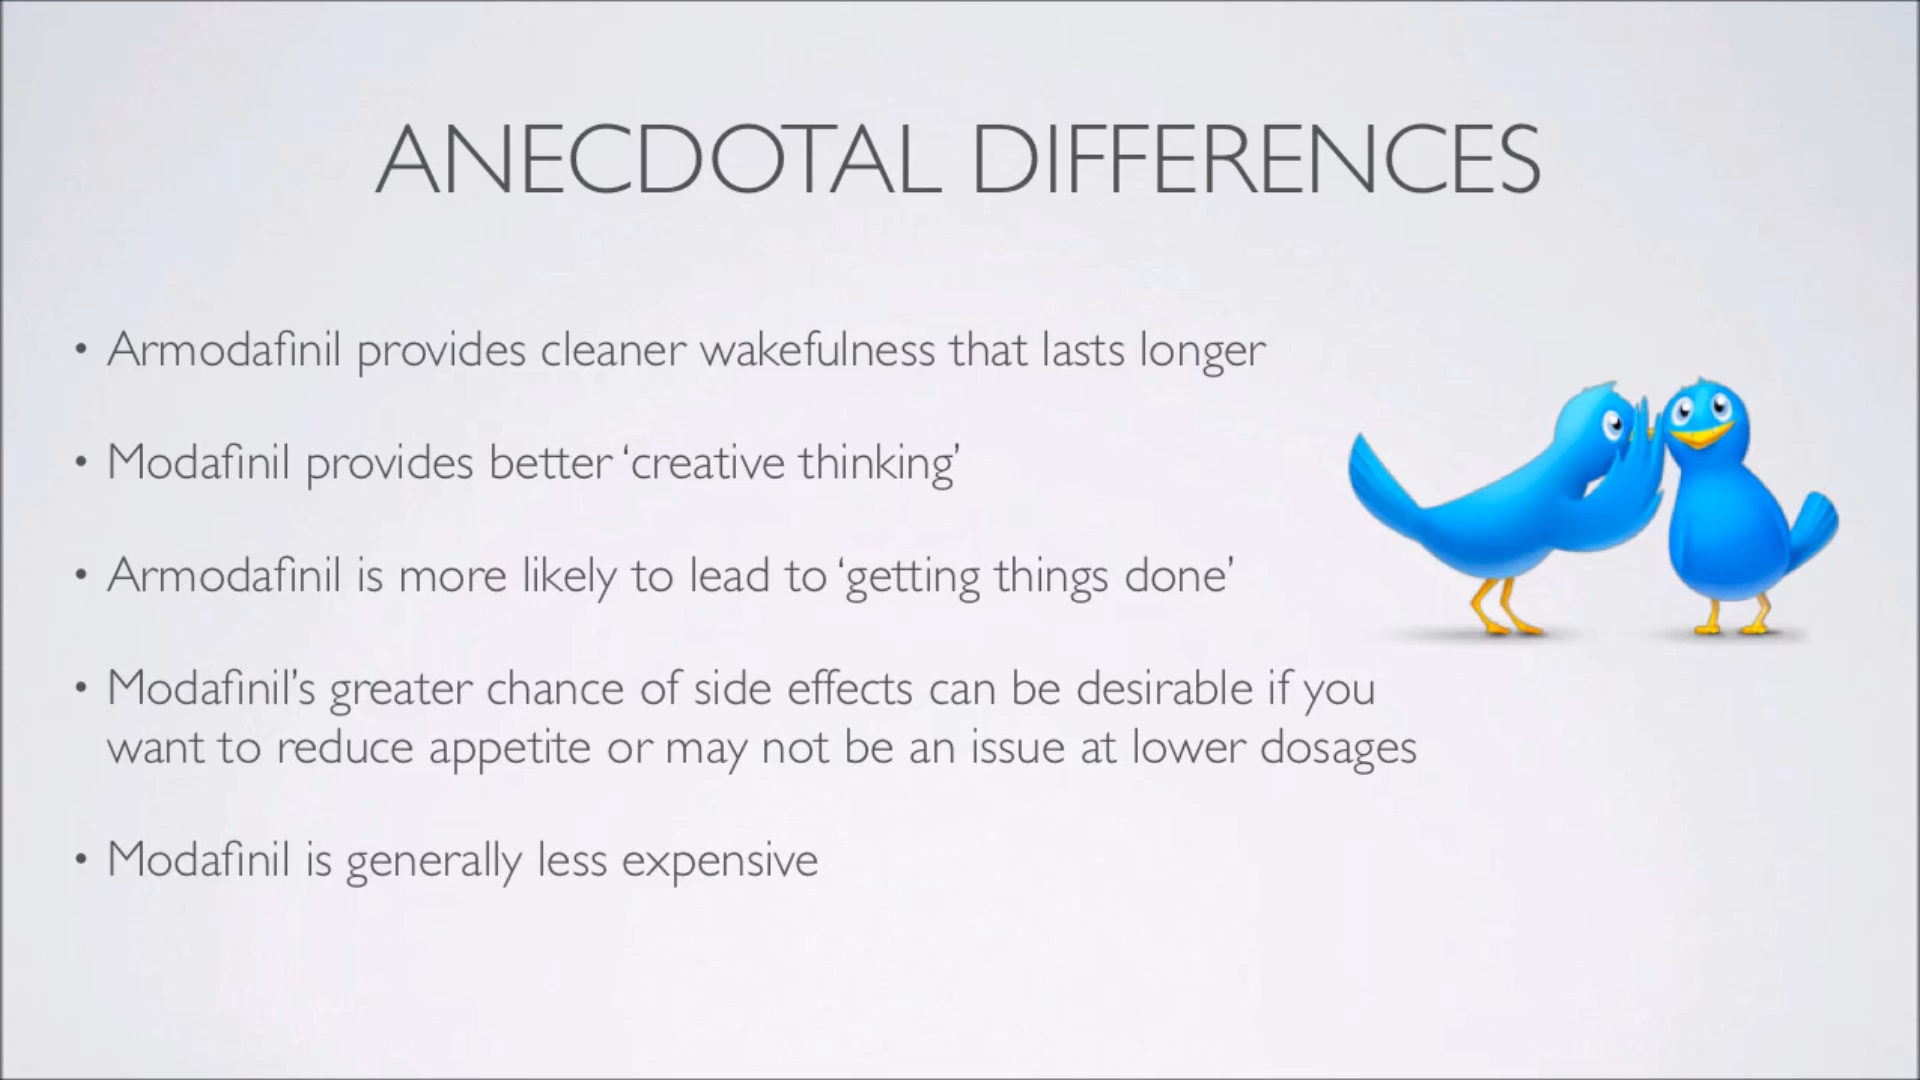 ANECDOTAL DIFFERENCES
• Armodafinil provides cleaner wakefulness that lasts longer
• Modafinil provides better ‘creative thinking’
• Armodafinil is more likely to lead to ‘getting things done’
• Modafinil’s greater chance of side effects can be desirable if you
want to reduce appetite or may not be an issue at lower dosages
• Modafinil is generally less expensive